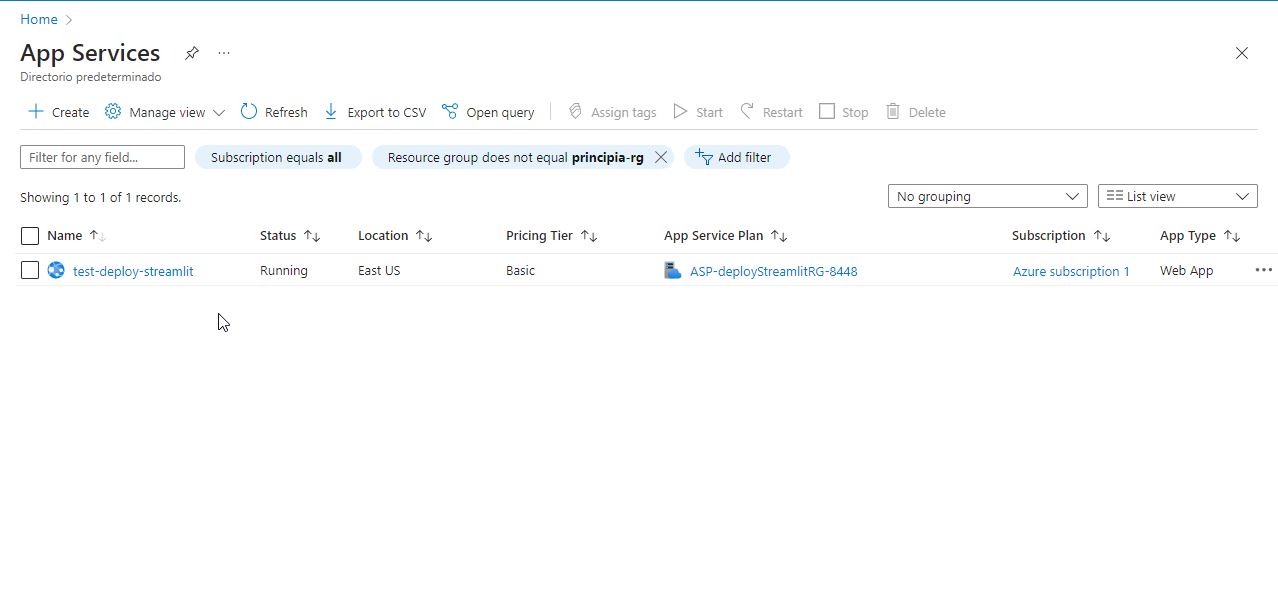 Home
App Services
Directorio predeterminado
Create Manage view Refresh Export to CSV Open query Assign tags Start Restart Stop Delete
Filter for any field... Subscription equals all Resource group does not equal principia-rg Add filter
Showing 1 to 1 of 1 records. No grouping List view
Name Status Location Pricing Tier App Service Plan Subscription App Type
test-deploy-streamlit Running East US Basic ASP-deployStreamlitRG-8448 Azure subscription 1 Web App